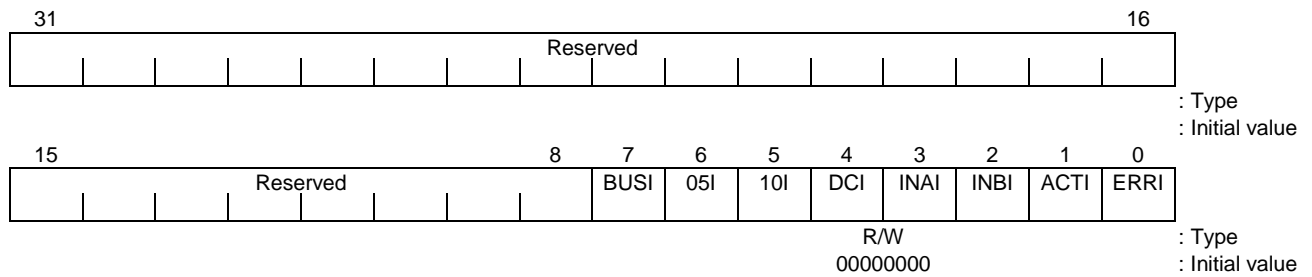 31 16
Reserved
: Type
: Initial value
15 8 7 6 5 4 3 2 1 0
Reserved BUSI 05I 10I DCI INAI INBI ACTI ERRI
R/W : Type
00000000 : Initial value